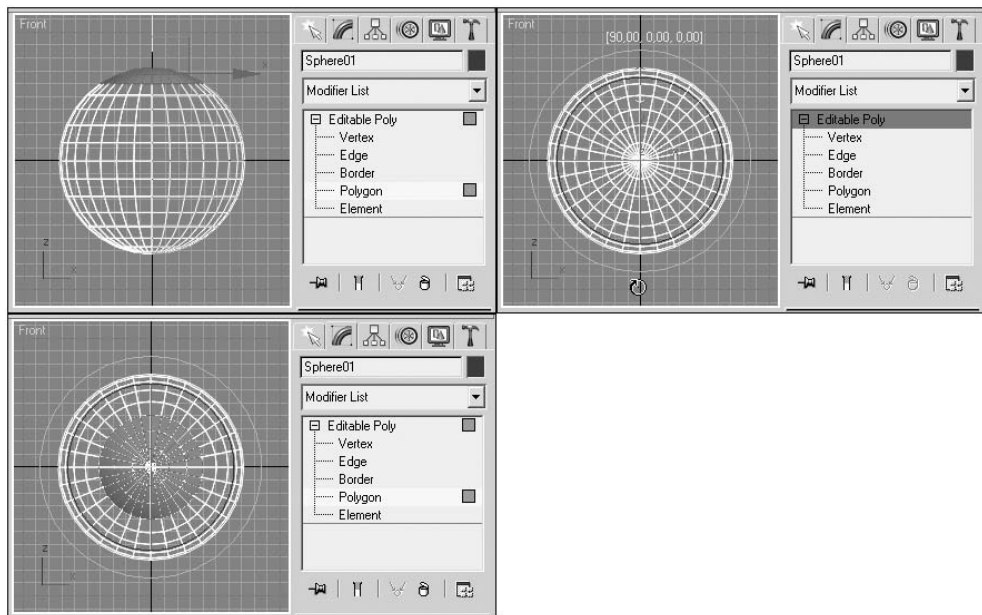 Front
Sphere01
Modifier List
Editable Poly
Vertex
Edge
Border
Polygon
Element
z
x
x
Front
[90,00, 0,00, 0,00]
Sphere01
Modifier List
Editable Poly
Vertex
Edge
Border
Polygon
Element
z
x
Front
Sphere01
Modifier List
Editable Poly
Vertex
Edge
Border
Polygon
Element
z
x